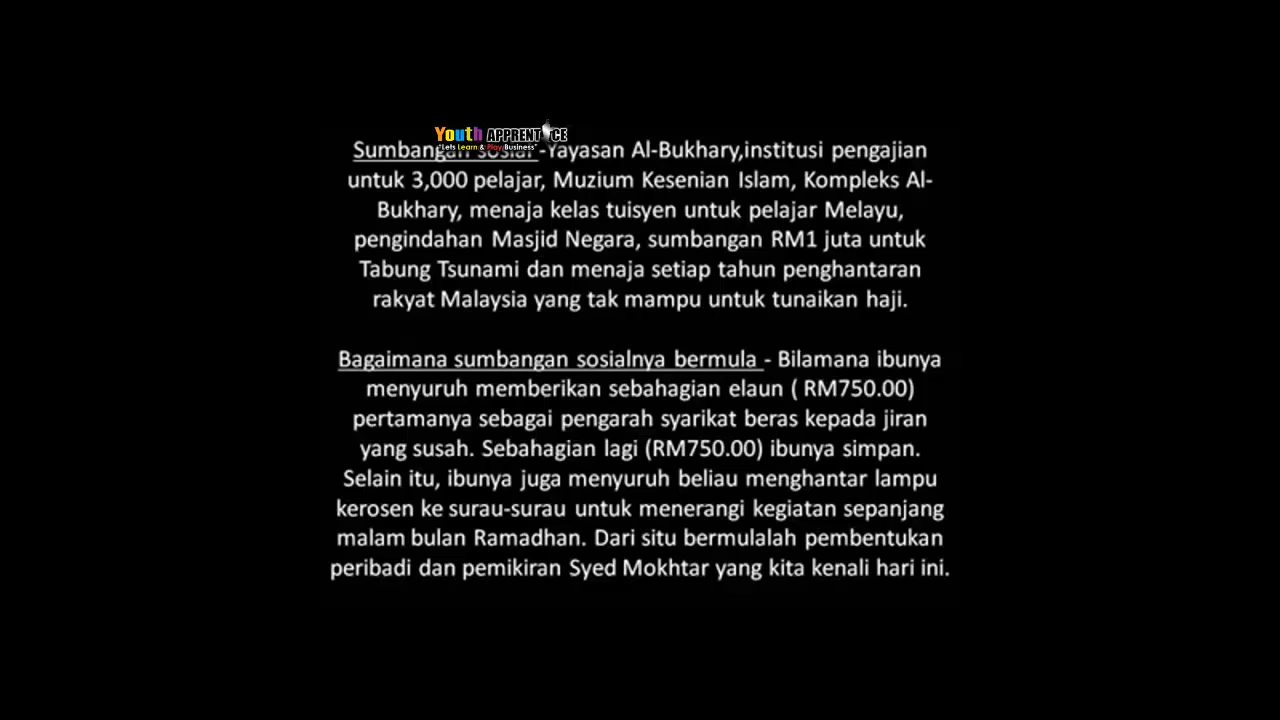 Youth APPRENTICE
"Lets Learn & Play Business"
Sumbangan sosial -Yayasan Al-Bukhary,institusi pengajian
untuk 3,000 pelajar, Muzium Kesenian Islam, Kompleks Al-
Bukhary, menaja kelas tuisyen untuk pelajar Melayu,
pengindahan Masjid Negara, sumbangan RM1 juta untuk
Tabung Tsunami dan menaja setiap tahun penghantaran
rakyat Malaysia yang tak mampu untuk tunaikan haji.
Bagaimana sumbangan sosialnya bermula - Bilamana ibunya
menyuruh memberikan sebahagian elaun ( RM750.00)
pertamanya sebagai pengarah syarikat beras kepada jiran
yang susah. Sebahagian lagi (RM750.00) ibunya simpan.
Selain itu, ibunya juga menyuruh beliau menghantar lampu
kerosen ke surau-surau untuk menerangi kegiatan sepanjang
malam bulan Ramadhan. Dari situ bermulalah pembentukan
peribadi dan pemikiran Syed Mokhtar yang kita kenali hari ini.